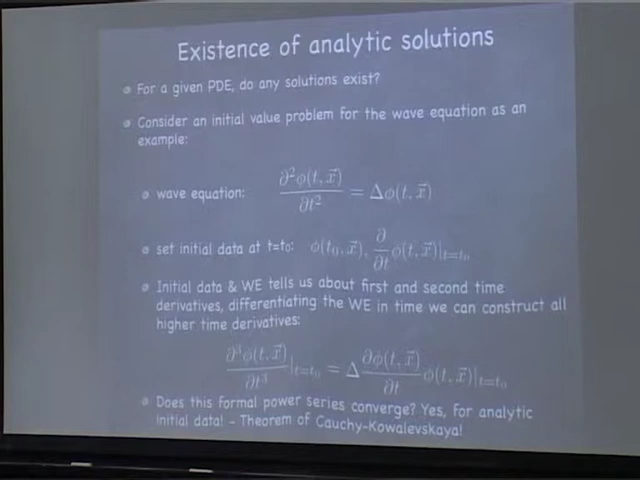 Existence of analytic solutions
For a given PDE, do any solutions exist?
Consider an initial value problem for the wave equation as an
example:
wave equation: ∂²ϕ(t, x⃗)/∂t² = Δϕ(t, x⃗)
set initial data at t=t₀: ϕ(t₀, x⃗), ∂/∂t ϕ(t, x⃗)|t=t₀
Initial data & WE tells us about first and second time
derivatives, differentiating the WE in time we can construct all
higher time derivatives:
∂³ϕ(t, x⃗)/∂t³ |t=t₀ = Δ ∂ϕ(t, x⃗)/∂t ϕ(t, x⃗)|t=t₀
Does this formal power series converge? Yes, for analytic
initial data! - Theorem of Cauchy-Kowalevskaya!